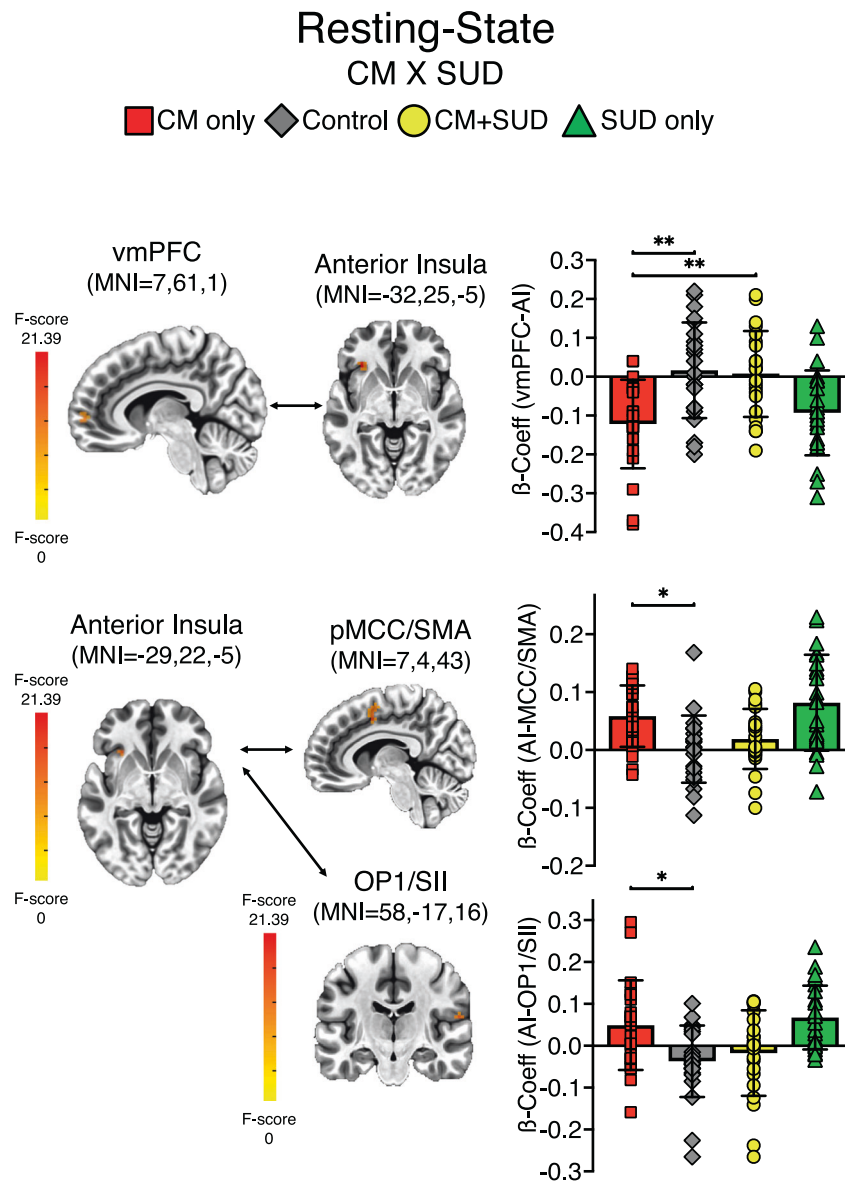 Resting-State
CM X SUD
CM only Control CM+SUD SUD only
vmPFC
(MNI=7,61,1)
Anterior Insula
(MNI=-32,25,-5)
F-score
21.39
F-score
0
**
**
0.3
0.2
0.1
0.0
-0.1
-0.2
-0.3
-0.4
ß-Coeff (vmPFC-AI)
Anterior Insula
(MNI=-29,22,-5)
pMCC/SMA
(MNI=7,4,43)
F-score
21.39
F-score
0
*
0.2
0.1
0.0
-0.1
-0.2
ß-Coeff (AI-MCC/SMA)
OP1/SII
(MNI=58,-17,16)
F-score
21.39
F-score
0
*
0.3
0.2
0.1
0.0
-0.1
-0.2
-0.3
ß-Coeff (AI-OP1/SII)